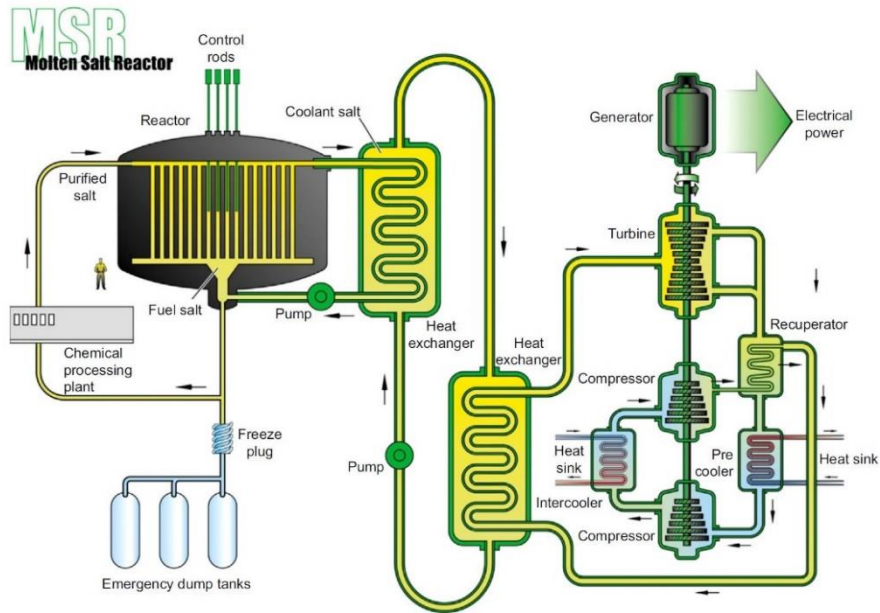 MSR
Molten Salt Reactor
Control
rods
Reactor
Coolant salt
Purified
salt
Fuel salt
Pump
Chemical
processing
plant
Freeze
plug
Emergency dump tanks
Heat
exchanger
Pump
Heat
exchanger
Generator
Electrical
power
Turbine
Recuperator
Compressor
Heat
sink
Intercooler
Pre
cooler
Heat sink
Compressor